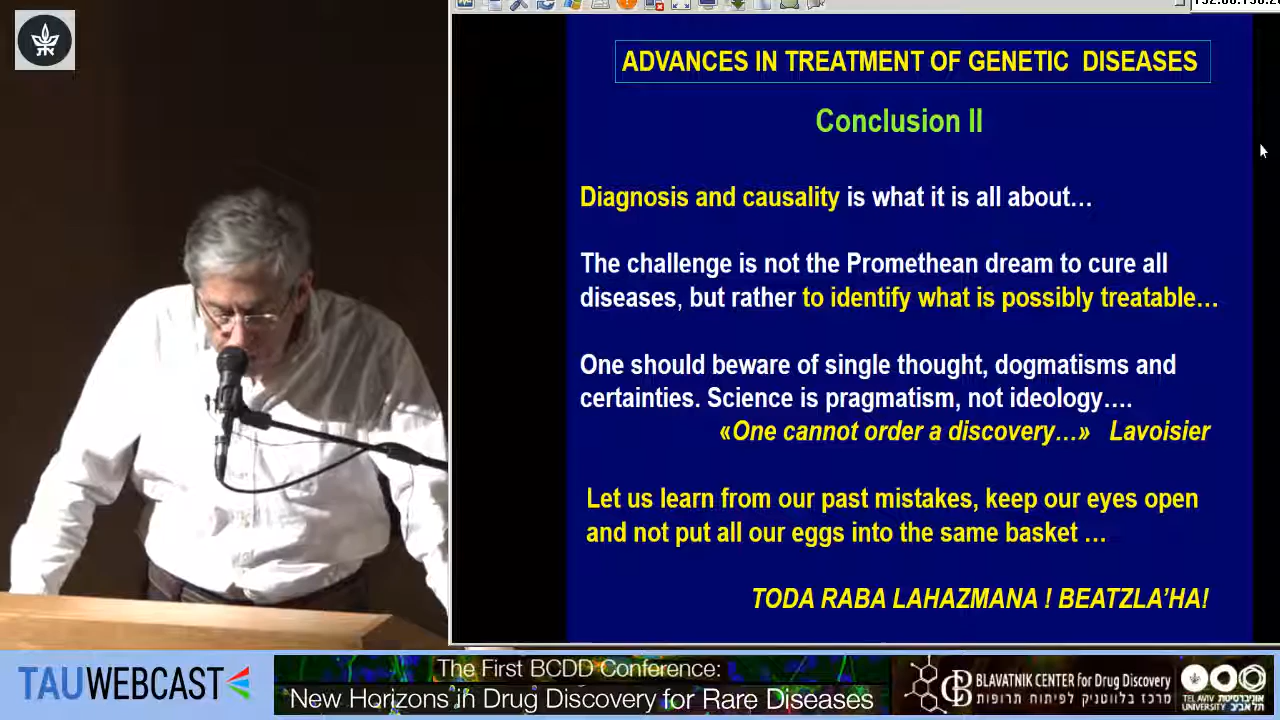 ADVANCES IN TREATMENT OF GENETIC DISEASES
Conclusion II
Diagnosis and causality is what it is all about…
The challenge is not the Promethean dream to cure all
diseases, but rather to identify what is possibly treatable…
One should beware of single thought, dogmatisms and
certainties. Science is pragmatism, not ideology….
«One cannot order a discovery…» Lavoisier
Let us learn from our past mistakes, keep our eyes open
and not put all our eggs into the same basket …
TODA RABA LAHAZMANA ! BEATZLA’HA!
TAUWEBCAST
The First BCDD Conference:
New Horizons in Drug Discovery for Rare Diseases
BLAVATNIK CENTER for Drug Discovery
מרכז בלווטניק לפיתוח תרופות
TEL AVIV UNIVERSITY
אוניברסיטת תל אביב